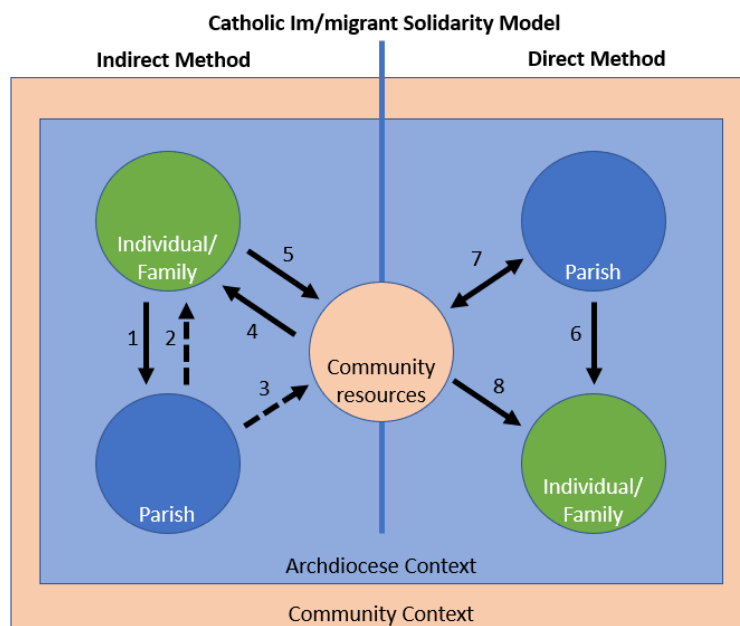 Catholic Im/migrant Solidarity Model
Indirect Method
Direct Method
Individual/
Family
5
7
Parish
1
2
4
6
3
Community
resources
8
Parish
Individual/
Family
Archdiocese Context
Community Context